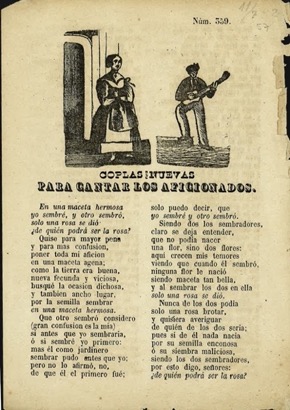 Núm. 359.
57
COPLAS NUEVAS
PARA CANTAR LOS AFICIONADOS.
En una maceta hermosa
yo sembré, y otro sembró,
solo una rosa se dió
¿de quién podrá ser la rosa?
Quise para mayor pena
y para mas confusion,
poner toda mi aficion
en una maceta agena;
como la tierra era buena,
nueva fecunda y viciosa,
busqué la ocasion dichosa,
y tambien ancho lugar,
por la semilla sembrar
en una maceta hermosa.
Que otro sembró considero
(gran confusion es la mia)
si antes que yo sembraria,
ó si sembré yo primero:
mas él como jardinero
sembrar pudo antes que yo;
pero no lo afirmó, no,
de que él el primero fué;
solo puedo decir, que
yo sembré y otro sembró.
Siendo dos los sembradores,
claro se deja entender,
que no podia nacer
una flor, sino dos flores:
aqui crecen mis temores
viendo que cuando él sembró,
ninguna flor le nació
siendo maceta tan bella,
y al sembrar los dos en ella
solo una rosa se dió.
Nunca de los dos podia
solo una rosa brotar,
y quisiera averiguar
de quién de los dos seria;
pues si de él nada nacia
por su semilla enconosa
ó su siembra maliciosa,
siendo los dos sembradores,
por esto digo, señores:
¿de quién podrá ser la rosa?